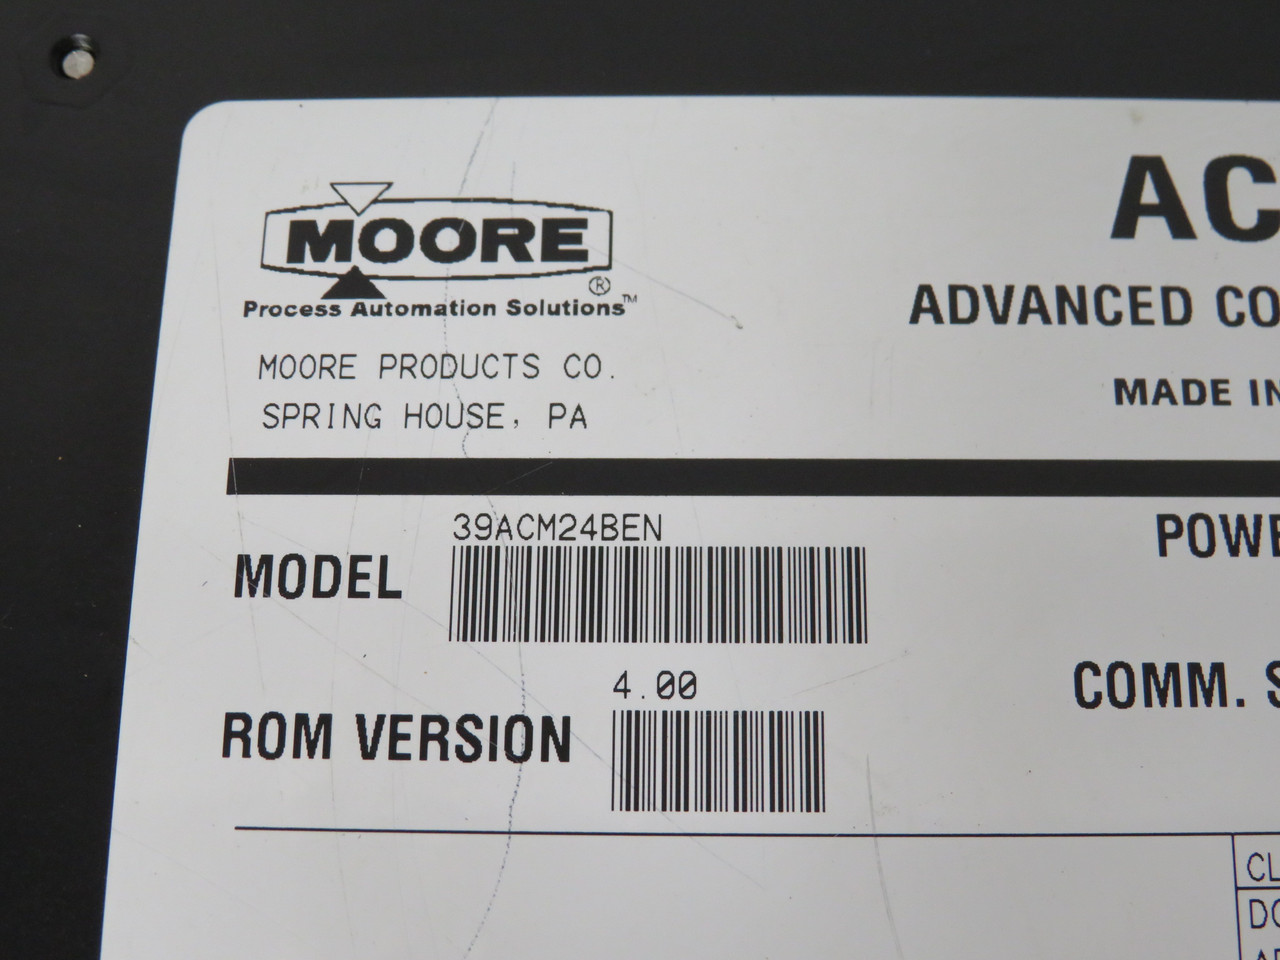 MOORE
®
Process Automation Solutions™
MOORE PRODUCTS CO.
SPRING HOUSE, PA
AC
ADVANCED CO
MADE IN
39ACM24BEN
MODEL
POWE
4.00
ROM VERSION
COMM. S
CL
DO